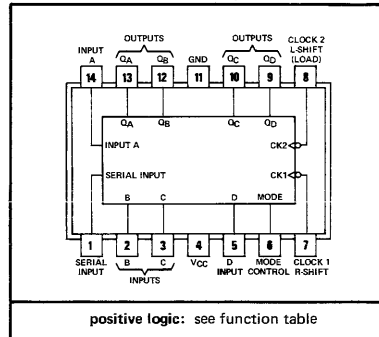 INPUT A
OUTPUTS
QA QB
GND
OUTPUTS
QC QD
CLOCK 2
L-SHIFT
(LOAD)
14 13 12 11 10 9 8
QA QB QC QD
INPUT A
CK2
SERIAL INPUT
CK1
B C D MODE
1 2 3 4 5 6 7
SERIAL INPUT
B C
INPUTS
VCC
D INPUT
MODE CONTROL
CLOCK 1
R-SHIFT
positive logic: see function table